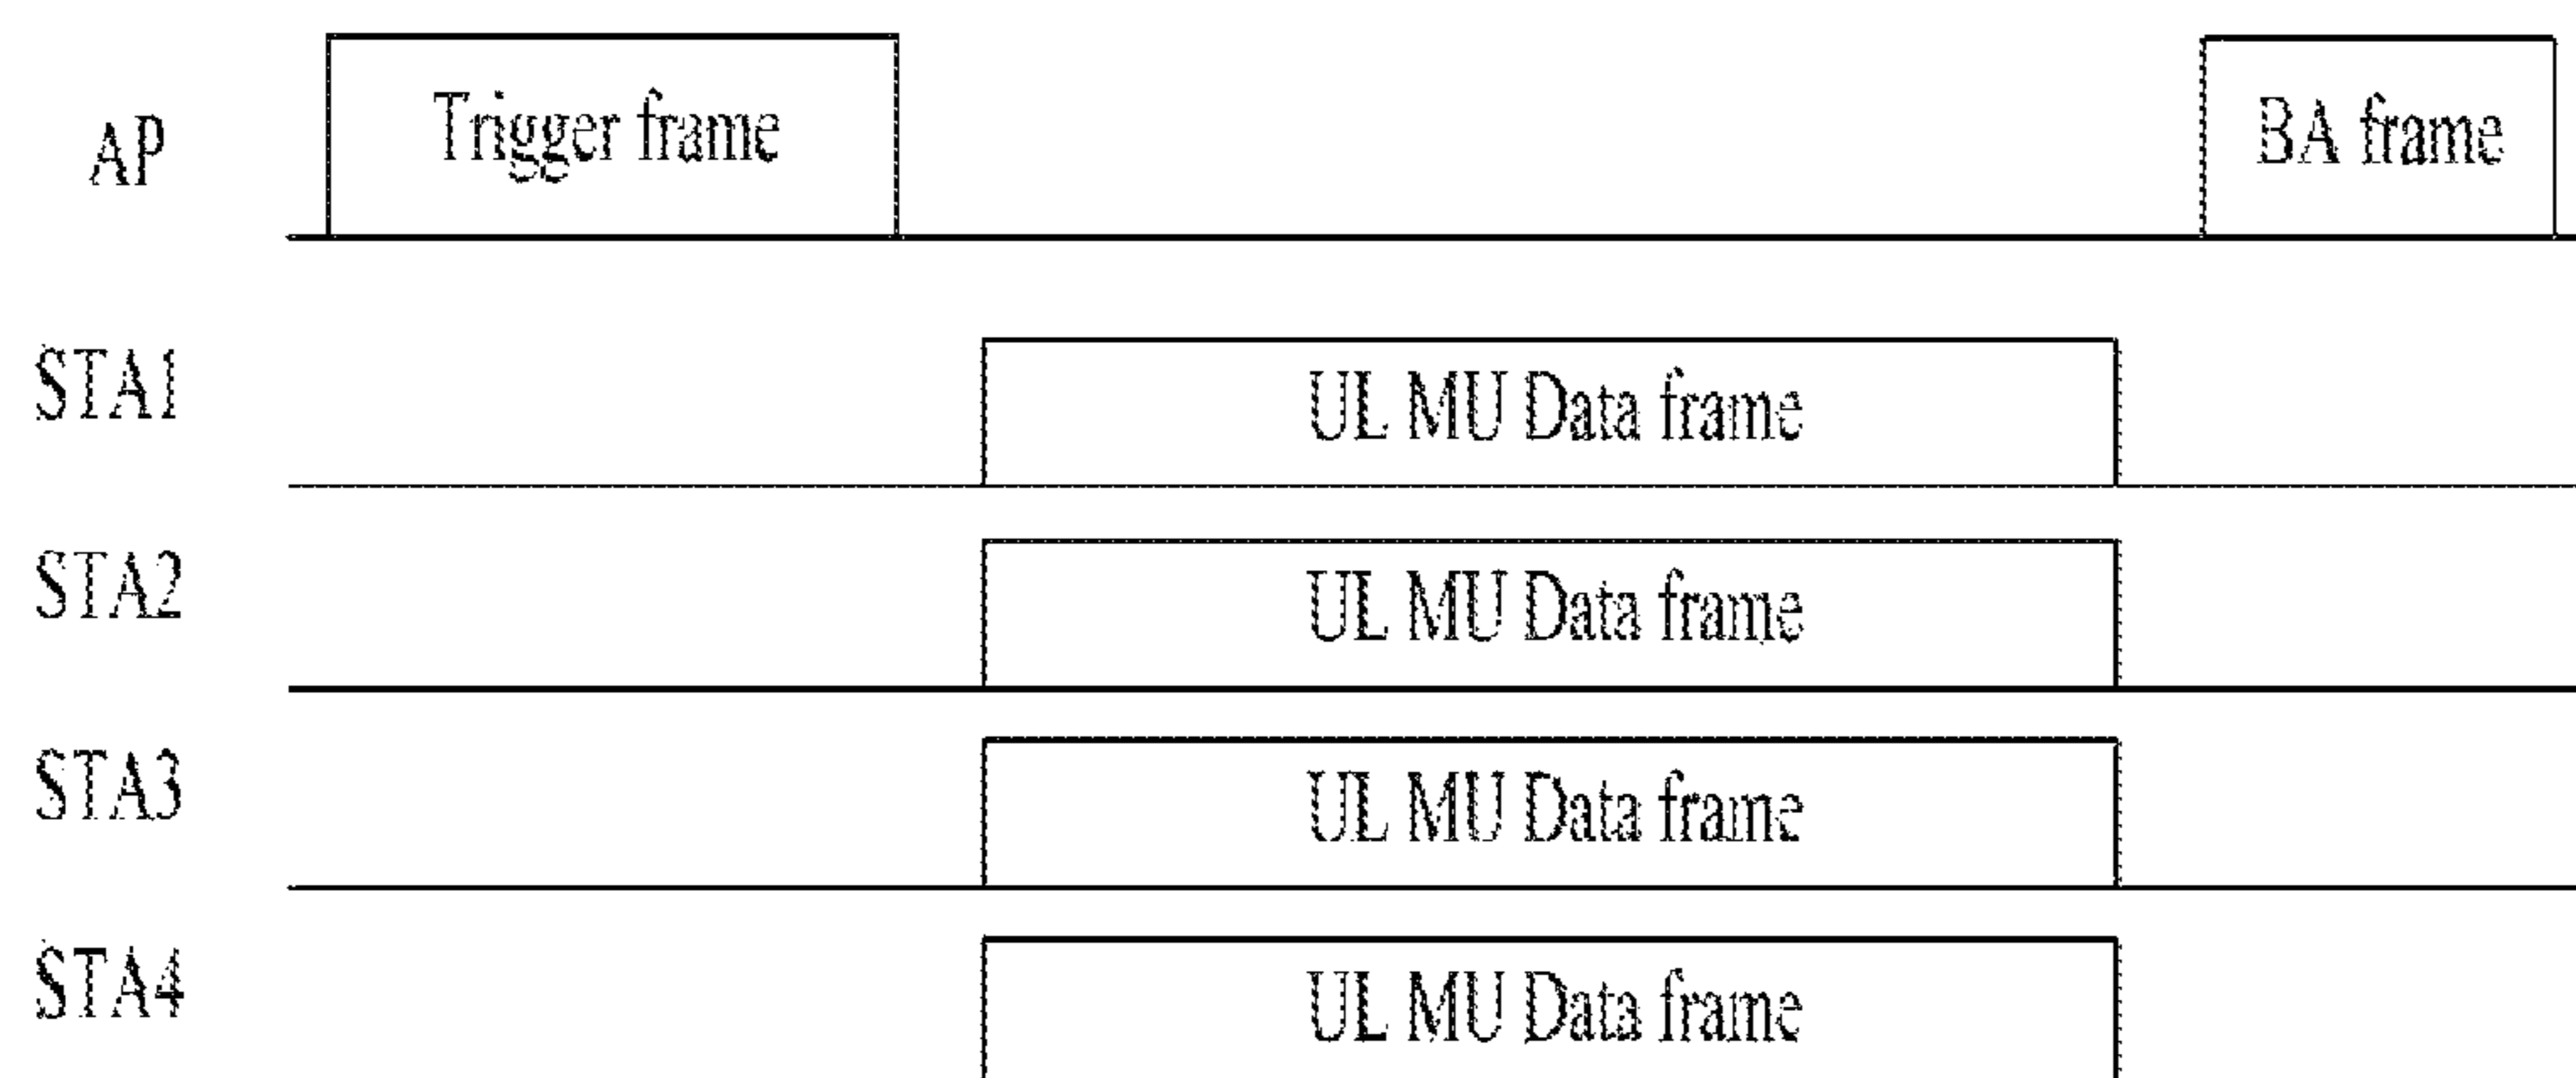 AP Trigger frame BA frame
STA1 UL MU Data frame
STA2 UL MU Data frame
STA3 UL MU Data frame
STA4 UL MU Data frame